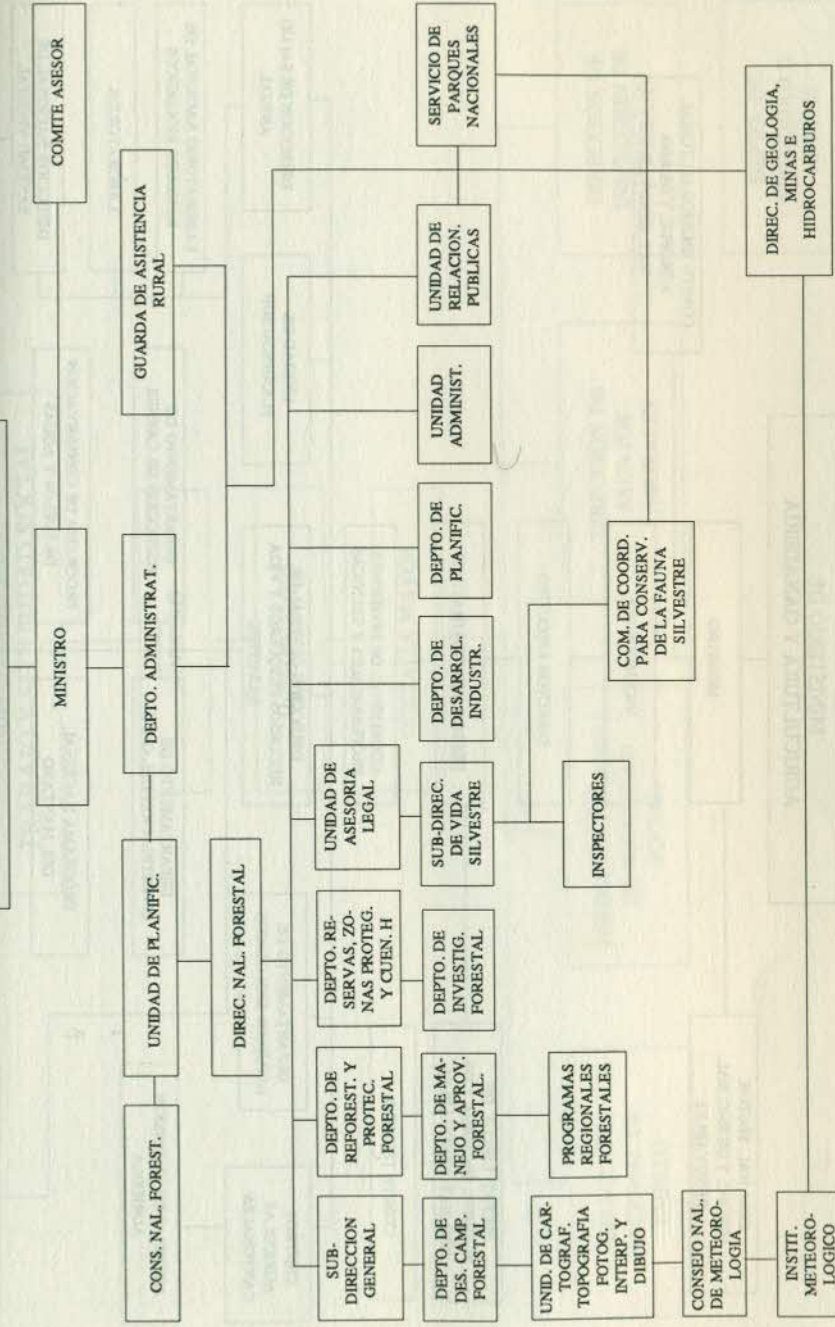 COMITE ASESOR
MINISTRO
GUARDA DE ASISTENCIA
RURAL
DEPTO. ADMINISTRAT.
UNIDAD DE PLANIFIC.
CONS. NAL. FOREST.
DIREC. NAL. FORESTAL
SUB-
DIRECCION
GENERAL
DEPTO. DE
REFOREST. Y
PROTEC.
FORESTAL
DEPTO. RE-
SERVAS, ZO-
NAS PROTEG.
Y CUEN. H
UNIDAD DE
ASESORIA
LEGAL
DEPTO. DE
DES. CAMP.
FORESTAL
DEPTO. DE MA-
NEJO Y APROV.
FORESTAL.
DEPTO. DE
INVESTIG.
FORESTAL
SUB-DIREC.
DE VIDA
SILVESTRE
DEPTO. DE
DESARROL.
INDUSTR.
DEPTO. DE
PLANIFIC.
UNIDAD
ADMINIST.
UNIDAD DE
RELACION.
PUBLICAS
SERVICIO DE
PARQUES
NACIONALES
UNID. DE CAR-
TOGRAF.
TOPOGRAFIA
FOTOG.
INTERP. Y
DIBUJO
PROGRAMAS
REGIONALES
FORESTALES
INSPECTORES
COM. DE COORD.
PARA CONSERV.
DE LA FAUNA
SILVESTRE
CONSEJO NAL.
DE METEORO-
LOGIA
INSTIT.
METEORO-
LOGICO
DIREC. DE GEOLOGIA,
MINAS E
HIDROCARBUROS